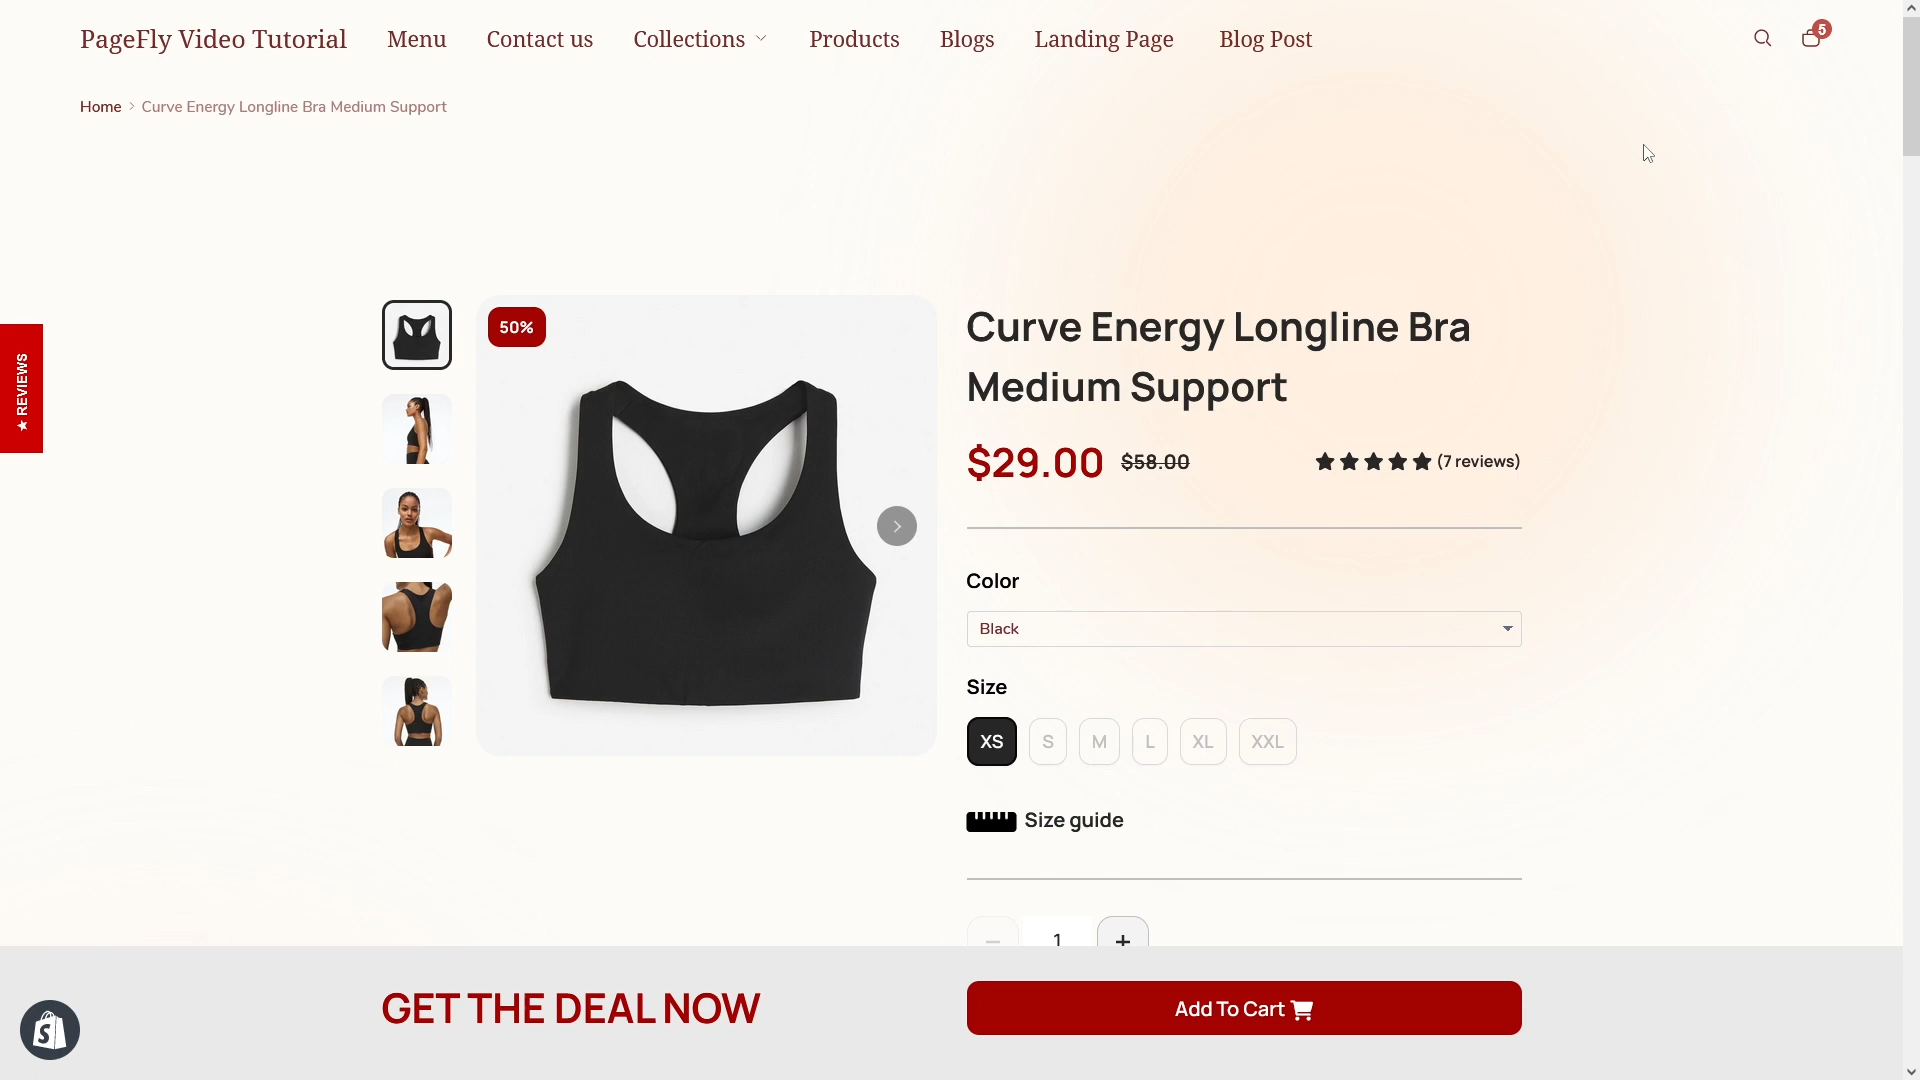 PageFly Video Tutorial
Menu
Contact us
Collections
Products
Blogs
Landing Page
Blog Post
5
Home
Curve Energy Longline Bra Medium Support
★ REVIEWS
50%
Curve Energy Longline Bra
Medium Support
$29.00
$58.00
(7 reviews)
Color
Black
Size
XS
S
M
L
XL
XXL
Size guide
−
1
+
GET THE DEAL NOW
Add To Cart